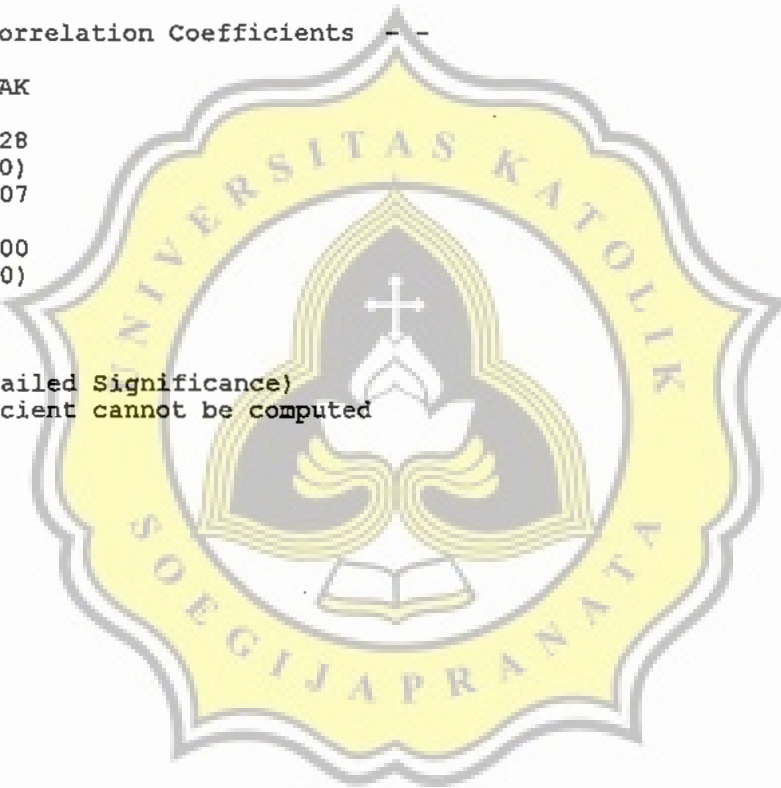 orrelation Coefficients - -
AK
28
0)
07
00
0)
ailed Significance)
cient cannot be computed
UNIVERSITAS KATOLIK
SOEGIJAPRANATA